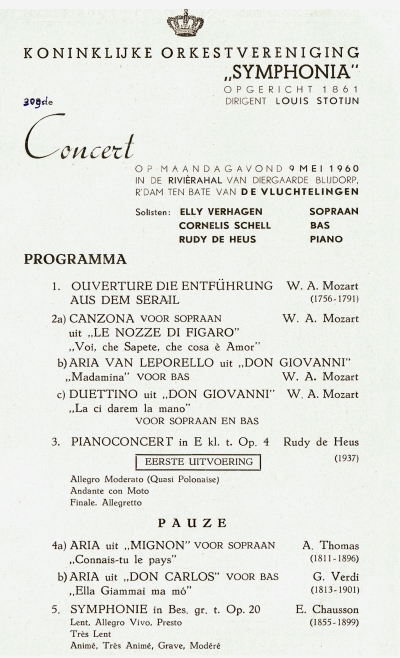 KONINKLIJKE ORKESTVERENIGING
„SYMPHONIA"
OPGERICHT 1861
DIRIGENT LOUIS STOTIJN
309de
Concert
OP MAANDAGAVOND 9 MEI 1960
IN DE RIVIÈRAHAL VAN DIERGAARDE BLIJDORP,
R'DAM TEN BATE VAN DE VLUCHTELINGEN
Solisten: ELLY VERHAGEN SOPRAAN
CORNELIS SCHELL BAS
RUDY DE HEUS PIANO
PROGRAMMA
1. OUVERTURE DIE ENTFÜHRUNG W. A. Mozart
AUS DEM SERAIL (1756-1791)
2a) CANZONA VOOR SOPRAAN W. A. Mozart
uit „LE NOZZE DI FIGARO"
„Voi, che Sapete, che cosa è Amor"
b) ARIA VAN LEPORELLO uit „DON GIOVANNI"
„Madamina" VOOR BAS W. A. Mozart
c) DUETTINO uit „DON GIOVANNI" W. A. Mozart
„La ci darem la mano"
VOOR SOPRAAN EN BAS
3. PIANOCONCERT in E kl. t. Op. 4 Rudy de Heus
EERSTE UITVOERING (1937)
Allegro Moderato (Quasi Polonaise)
Andante con Moto
Finale. Allegretto
PAUZE
4a) ARIA uit „MIGNON" VOOR SOPRAAN A. Thomas
„Connais-tu le pays" (1811-1896)
b) ARIA uit „DON CARLOS" VOOR BAS G. Verdi
„Ella Giammai ma mó" (1813-1901)
5. SYMPHONIE in Bes. gr. t. Op. 20 E. Chausson
Lent, Allegro Vivo, Presto (1855-1899)
Très Lent
Animé, Très Animé, Grave, Modéré